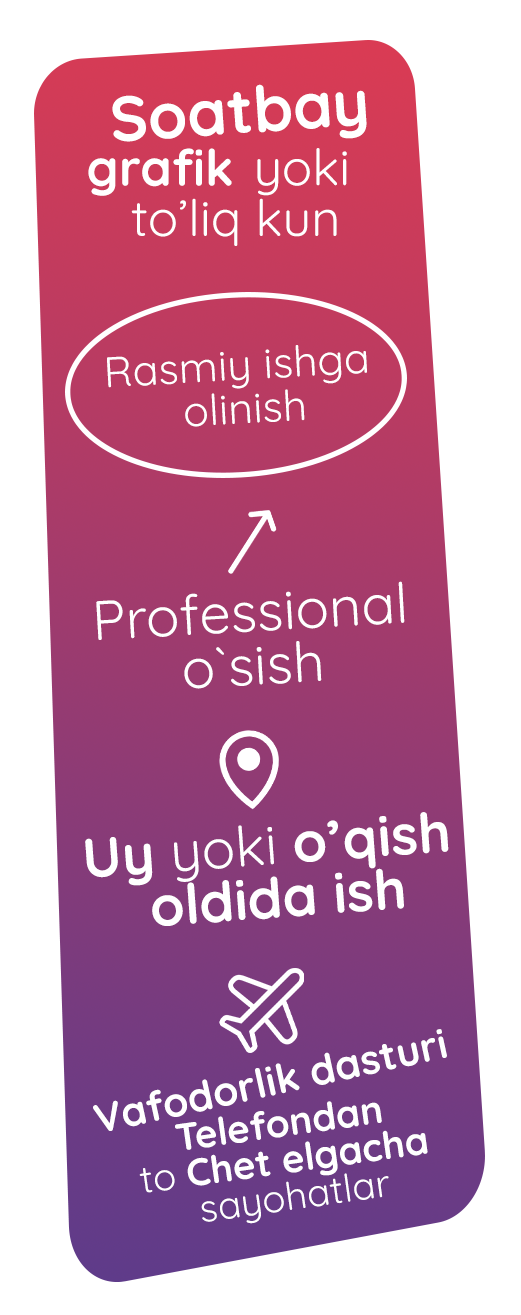 Soatbay
grafik yoki
to’liq kun
Rasmiy ishga
olinish
Professional
o`sish
Uy yoki o’qish
oldida ish
Vafodorlik dasturi
Telefondan
to Chet elgacha
sayohatlar